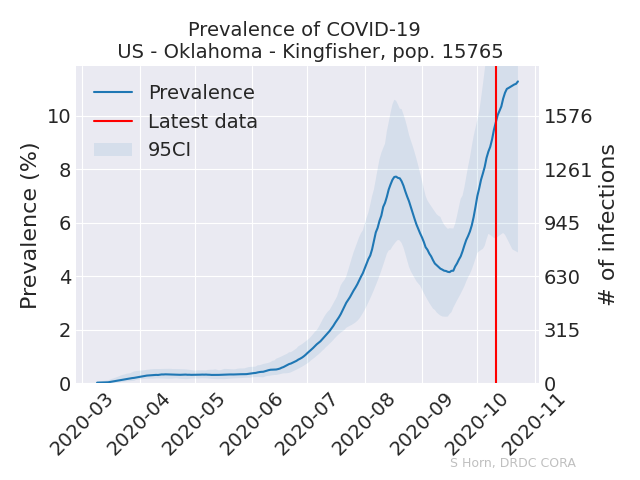 Prevalence of COVID-19
US - Oklahoma - Kingfisher, pop. 15765
Prevalence
Latest data
95CI
Prevalence (%)
10
8
6
4
2
0
1576
1261
945
630
315
0
# of infections
2020-03
2020-04
2020-05
2020-06
2020-07
2020-08
2020-09
2020-10
2020-11
S Horn, DRDC CORA